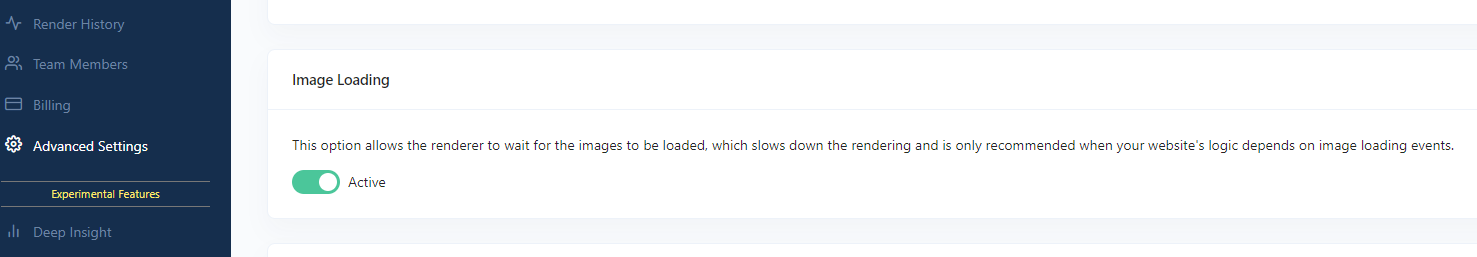 Render History
Team Members
Billing
Advanced Settings
Experimental Features
Deep Insight
Image Loading
This option allows the renderer to wait for the images to be loaded, which slows down the rendering and is only recommended when your website's logic depends on image loading events.
Active